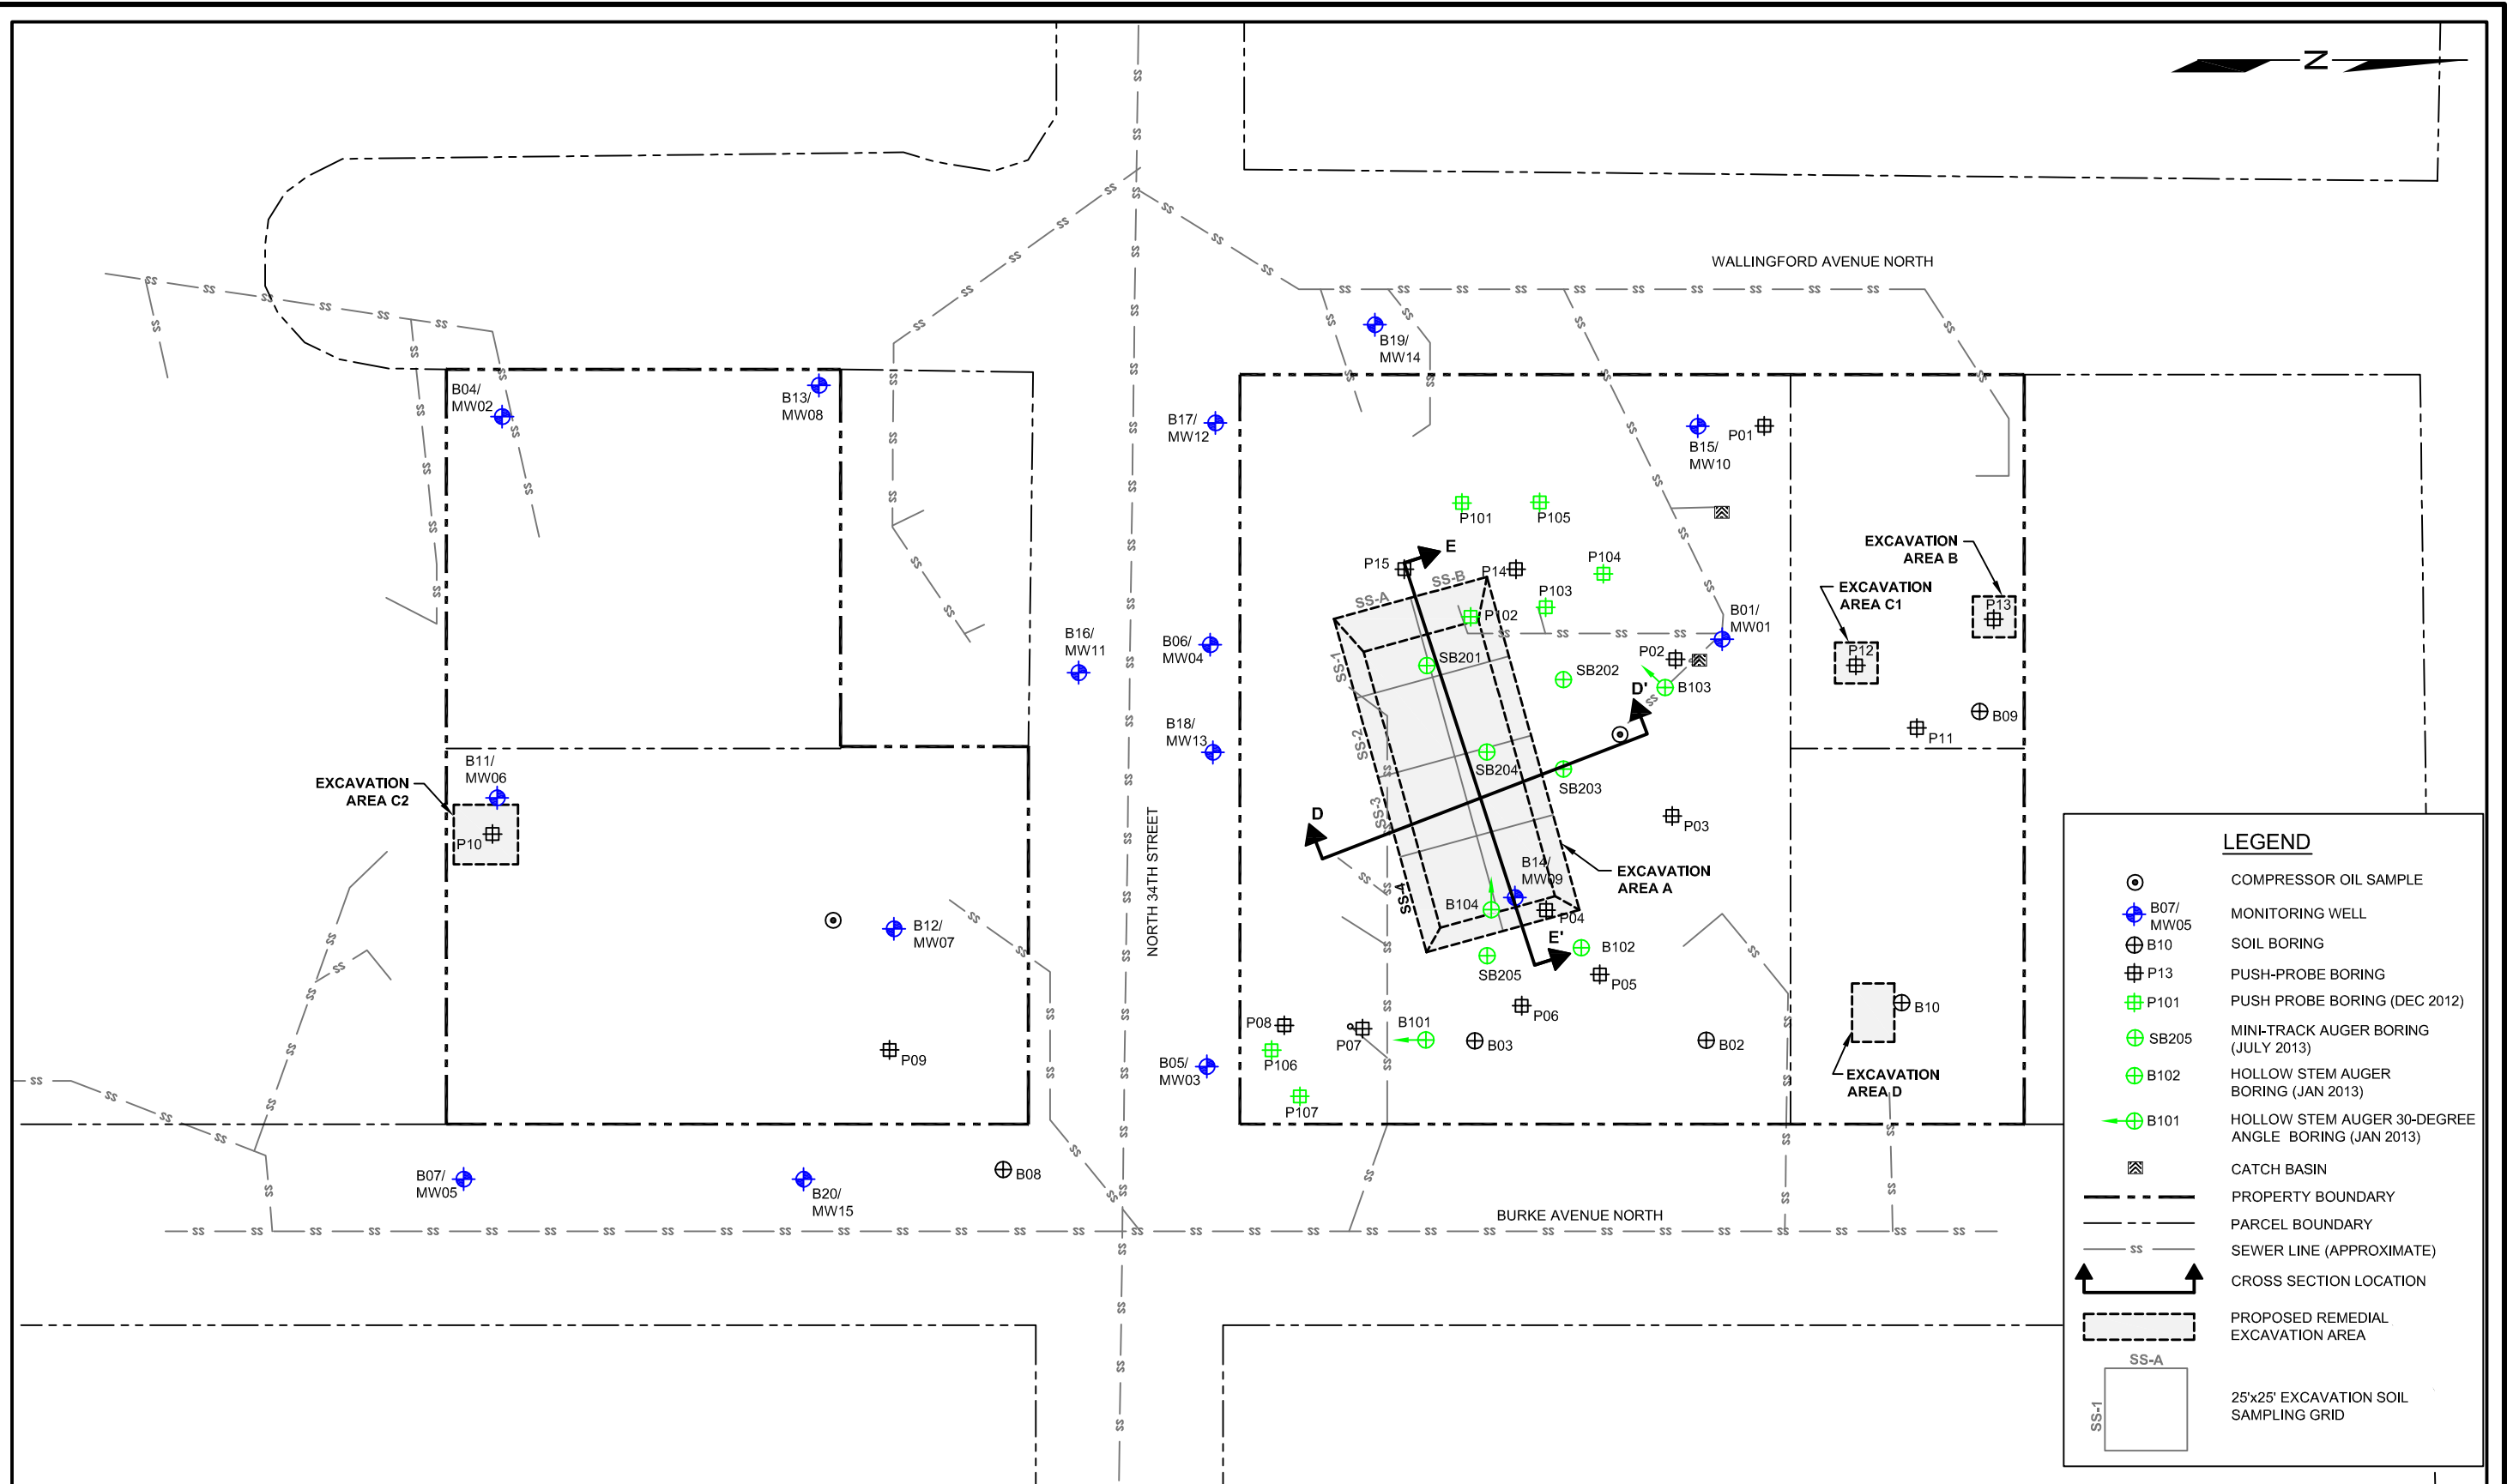 N
WALLINGFORD AVENUE NORTH
B19/
MW14
B04/
MW02
B13/
MW08
B17/
MW12
B15/
MW10
P01
P101
P105
E
P15
SS-B
P14
P104
SS-A
P103
P102
EXCAVATION
AREA B
EXCAVATION
AREA C1
P13
P12
B01/
MW01
B16/
MW11
B06/
MW04
SS-1
SB201
SB202
P02
B103
D'
B09
P11
B18/
MW13
SS-2
SB204
SB203
B11/
MW06
EXCAVATION
AREA C2
P10
D
SS-3
P03
B14/
MW09
EXCAVATION
AREA A
NORTH 34TH STREET
SS-4
B104
P04
E'
B102
B12/
MW07
SB205
P05
P06
P08
P07
B101
B03
B02
B10
P09
B05/
MW03
P106
P107
EXCAVATION
AREA D
B07/
MW05
B20/
MW15
B08
BURKE AVENUE NORTH
SS
LEGEND
COMPRESSOR OIL SAMPLE
B07/
MW05
MONITORING WELL
B10
SOIL BORING
P13
PUSH-PROBE BORING
P101
PUSH PROBE BORING (DEC 2012)
SB205
MINI-TRACK AUGER BORING
(JULY 2013)
B102
HOLLOW STEM AUGER
BORING (JAN 2013)
B101
HOLLOW STEM AUGER 30-DEGREE
ANGLE BORING (JAN 2013)
CATCH BASIN
PROPERTY BOUNDARY
PARCEL BOUNDARY
SS
SEWER LINE (APPROXIMATE)
CROSS SECTION LOCATION
PROPOSED REMEDIAL
EXCAVATION AREA
SS-A
SS-1
25'x25' EXCAVATION SOIL
SAMPLING GRID